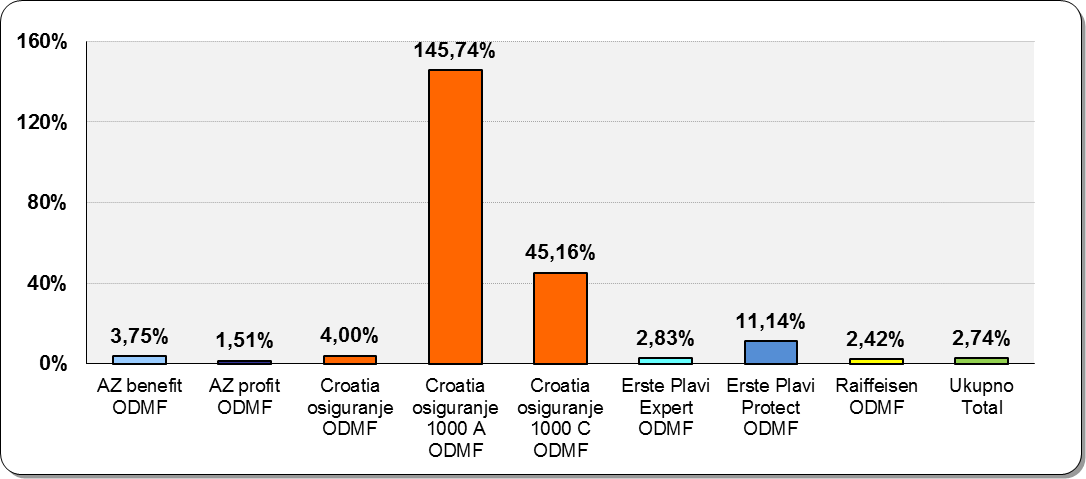 160%
120%
80%
40%
0%
3,75%
1,51%
4,00%
145,74%
45,16%
2,83%
11,14%
2,42%
2,74%
AZ benefit
ODMF
AZ profit
ODMF
Croatia
osiguranje
ODMF
Croatia
osiguranje
1000 A
ODMF
Croatia
osiguranje
1000 C
ODMF
Erste Plavi
Expert
ODMF
Erste Plavi
Protect
ODMF
Raiffeisen
ODMF
Ukupno
Total